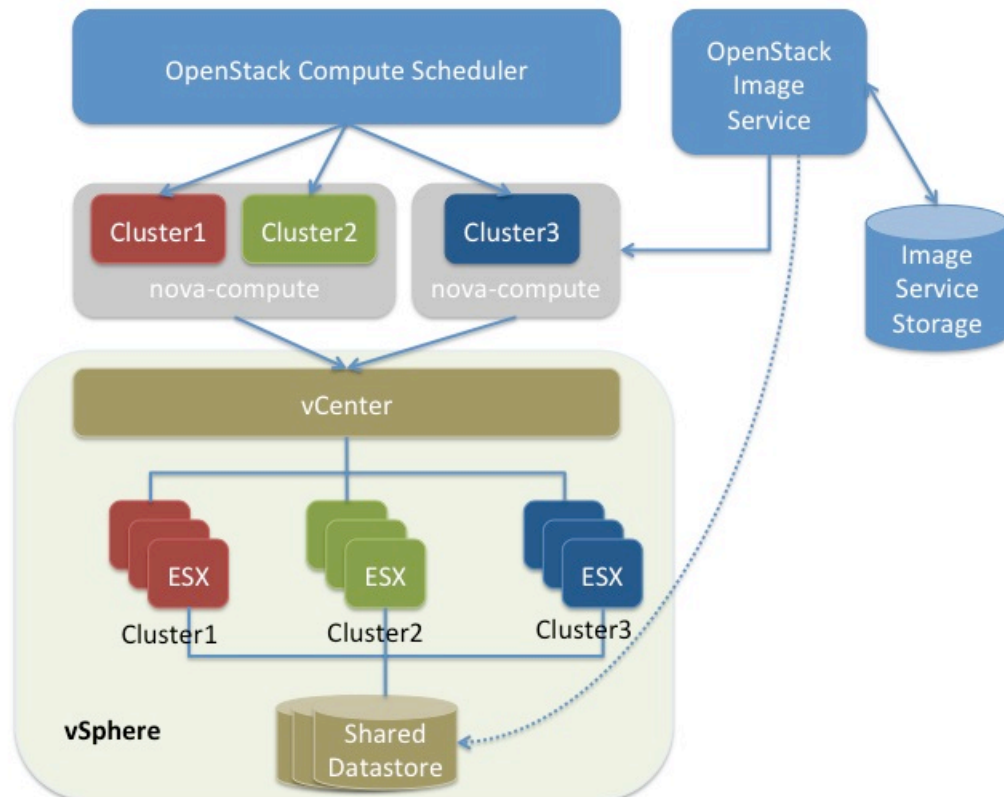 OpenStack Compute Scheduler
OpenStack
Image
Service
Cluster1
Cluster2
Cluster3
nova-compute
nova-compute
Image
Service
Storage
vCenter
ESX
ESX
ESX
Cluster1
Cluster2
Cluster3
vSphere
Shared
Datastore